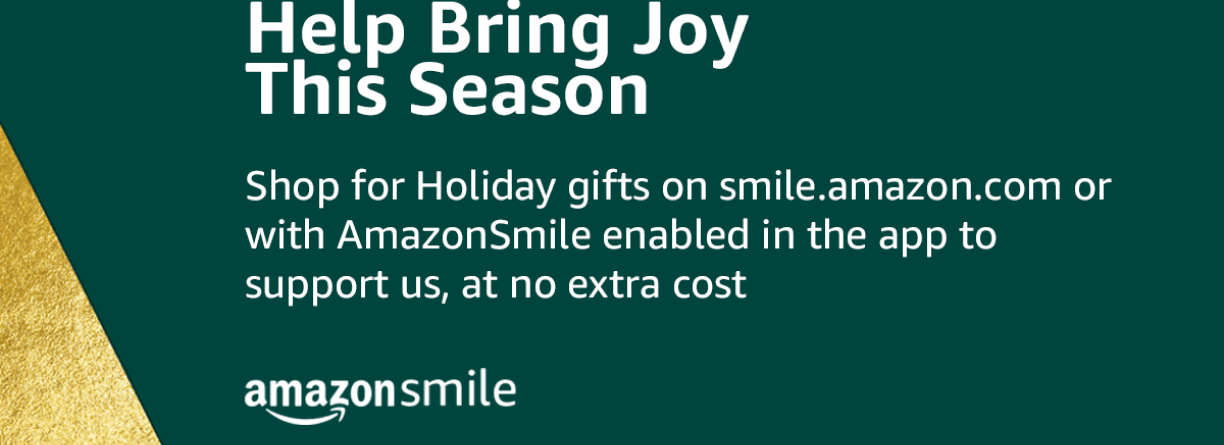 Help Bring Joy
This Season
Shop for Holiday gifts on smile.amazon.com or
with AmazonSmile enabled in the app to
support us, at no extra cost
amazonsmile